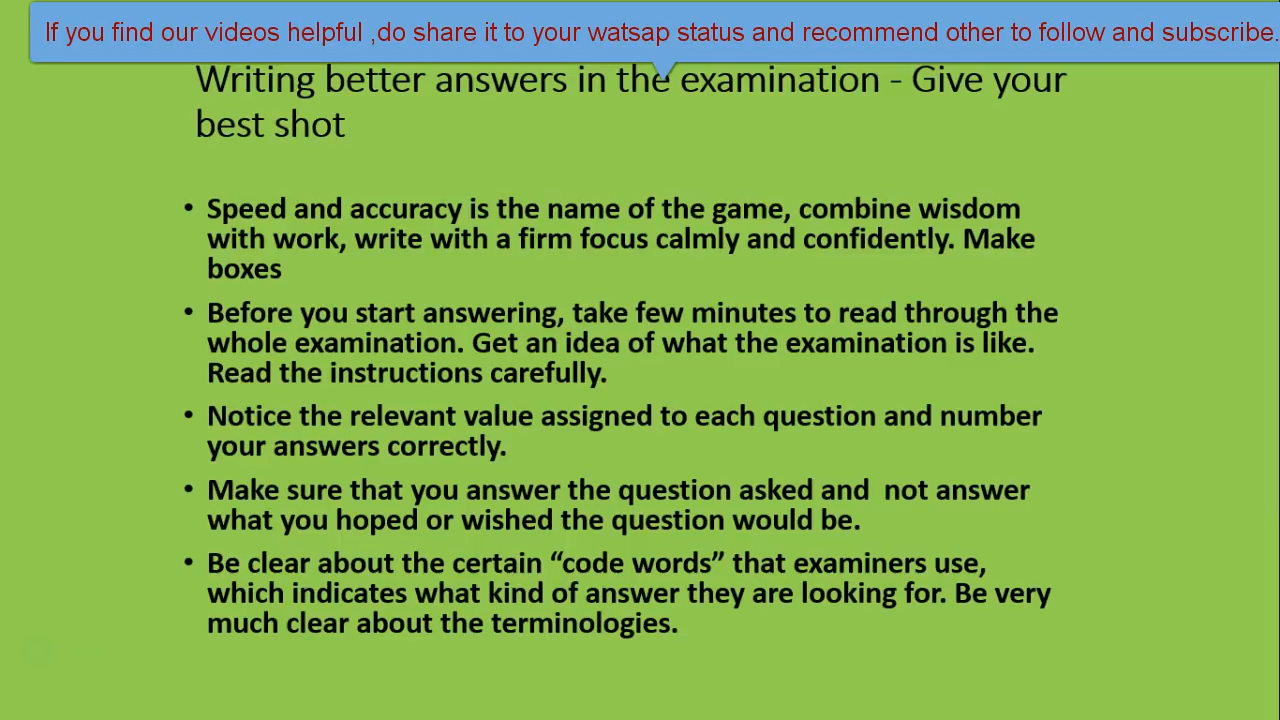 If you find our videos helpful ,do share it to your watsap status and recommend other to follow and subscribe.
Writing better answers in the examination - Give your
best shot
• Speed and accuracy is the name of the game, combine wisdom
with work, write with a firm focus calmly and confidently. Make
boxes
• Before you start answering, take few minutes to read through the
whole examination. Get an idea of what the examination is like.
Read the instructions carefully.
• Notice the relevant value assigned to each question and number
your answers correctly.
• Make sure that you answer the question asked and  not answer
what you hoped or wished the question would be.
• Be clear about the certain “code words” that examiners use,
which indicates what kind of answer they are looking for. Be very
much clear about the terminologies.